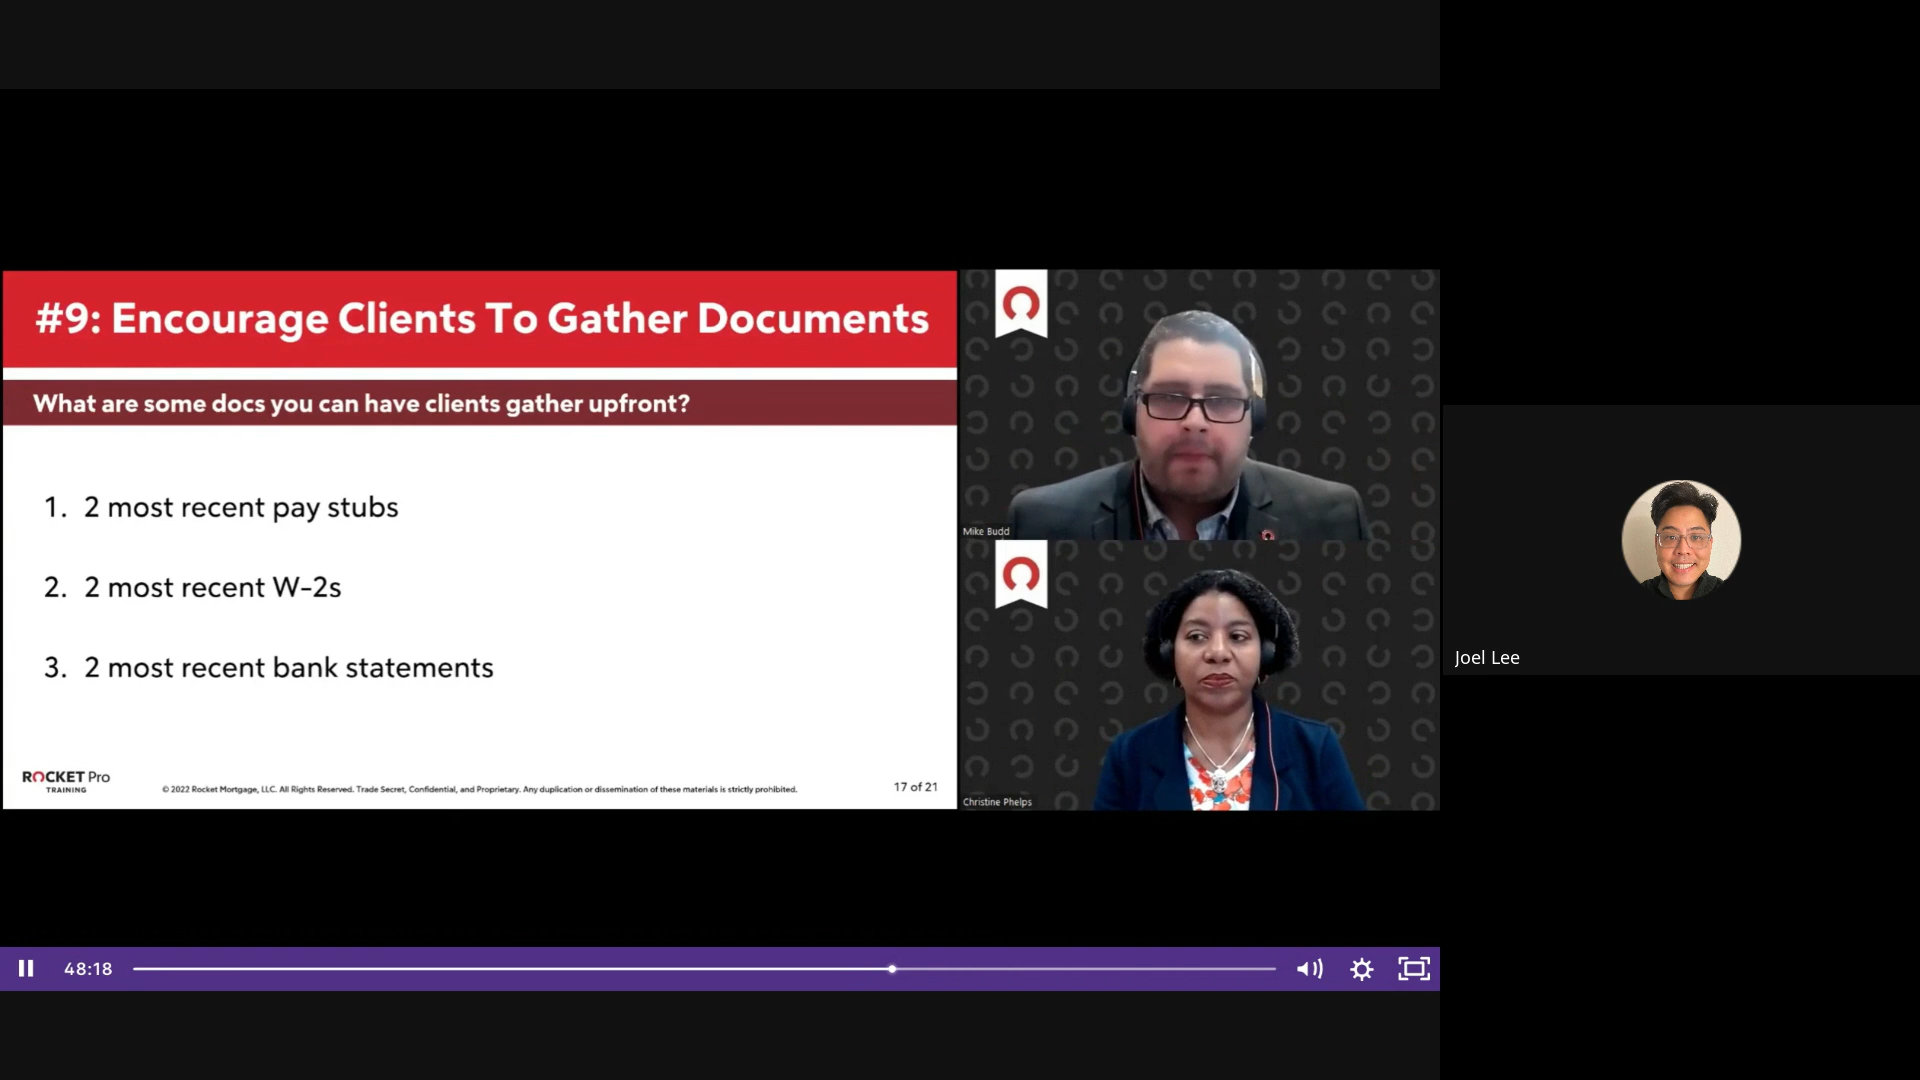 #9: Encourage Clients To Gather Documents
What are some docs you can have clients gather upfront?
1. 2 most recent pay stubs
2. 2 most recent W-2s
3. 2 most recent bank statements
ROCKET Pro
TRAINING
© 2022 Rocket Mortgage, LLC. All Rights Reserved. Trade Secret, Confidential, and Proprietary. Any duplication or dissemination of these materials is strictly prohibited.
17 of 21
Mike Budd
Christine Phelps
Joel Lee
48:18